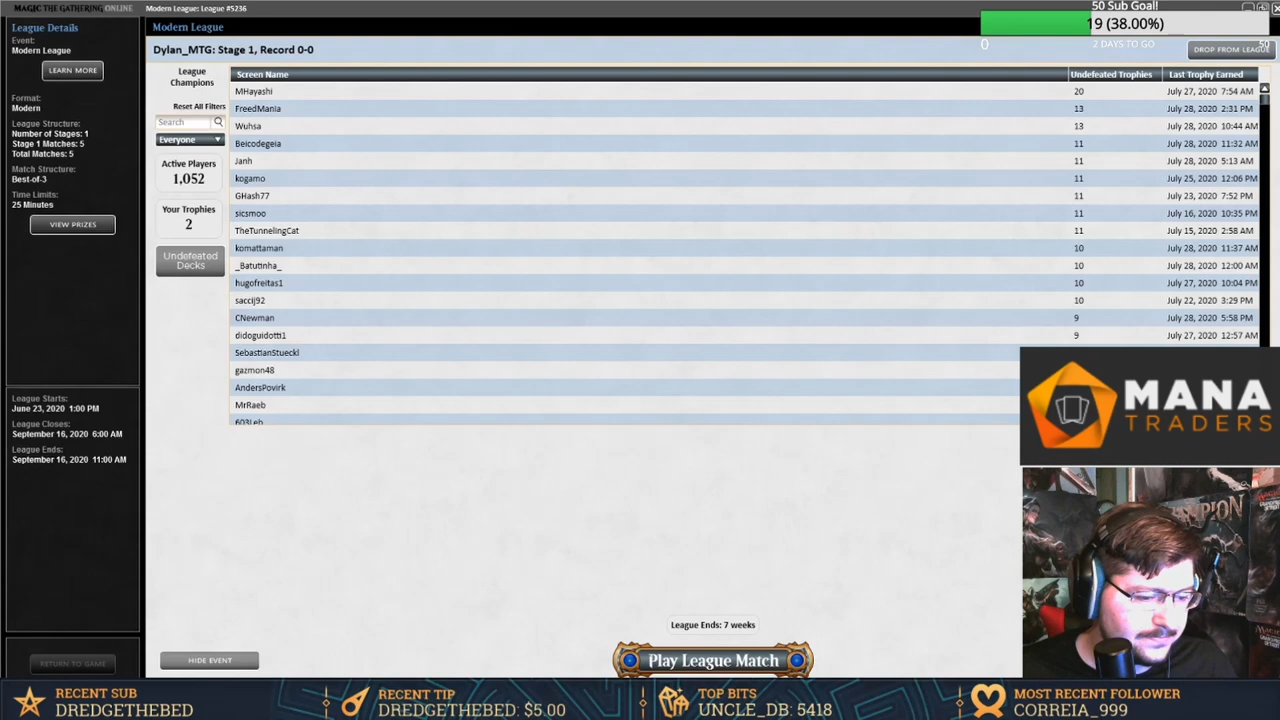 MAGIC THE GATHERING ONLINE
Modern League: League #5236
50 Sub Goal!
19 (38.00%)
0
2 DAYS TO GO
50
League Details
Event:
Modern League
LEARN MORE
Format:
Modern
League Structure:
Number of Stages: 1
Stage 1 Matches: 5
Total Matches: 5
Match Structure:
Best-of-3
Time Limits:
25 Minutes
VIEW PRIZES
League Starts:
June 23, 2020 1:00 PM
League Closes:
September 16, 2020 6:00 AM
League Ends:
September 16, 2020 11:00 AM
RETURN TO GAME
Modern League
Dylan_MTG: Stage 1, Record 0-0
DROP FROM LEAGUE
League
Champions
Reset All Filters
Search
Everyone
Active Players
1,052
Your Trophies
2
Undefeated
Decks
Screen Name Undefeated Trophies Last Trophy Earned
MHayashi 20 July 27, 2020 7:54 AM
FreedMania 13 July 28, 2020 2:31 PM
Wuhsa 13 July 28, 2020 10:44 AM
Beicodegeia 11 July 28, 2020 11:32 AM
Janh 11 July 28, 2020 5:13 AM
kogamo 11 July 25, 2020 12:06 PM
GHash77 11 July 23, 2020 7:52 PM
sicsmoo 11 July 16, 2020 10:35 PM
TheTunnelingCat 11 July 15, 2020 2:58 AM
komattaman 10 July 28, 2020 11:37 AM
_Batutinha_ 10 July 28, 2020 12:00 AM
hugofreitas1 10 July 27, 2020 10:04 PM
saccij92 10 July 22, 2020 3:29 PM
CNewman 9 July 28, 2020 5:58 PM
didoguidotti1 9 July 27, 2020 12:57 AM
SebastianStueckl
gazmon48
AndersPovirk
MrRaeb
603Leb
MANA
TRADERS
League Ends: 7 weeks
HIDE EVENT
Play League Match
RECENT SUB
DREDGETHEBED
RECENT TIP
DREDGETHEBED: $5.00
TOP BITS
UNCLE_DB: 5418
MOST RECENT FOLLOWER
CORREIA_999